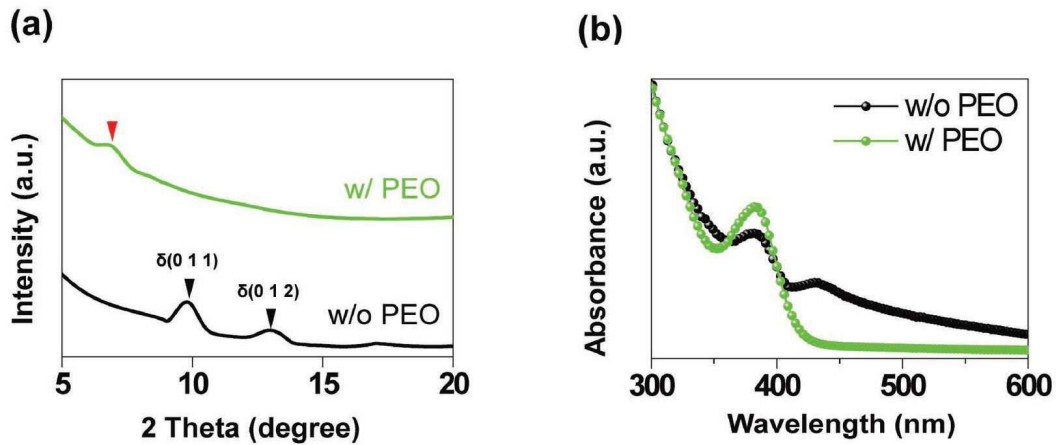 (a)
Intensity (a.u.)
w/ PEO
δ(0 1 1)
δ(0 1 2)
w/o PEO
5 10 15 20
2 Theta (degree)
(b)
Absorbance (a.u.)
w/o PEO
w/ PEO
300 400 500 600
Wavelength (nm)